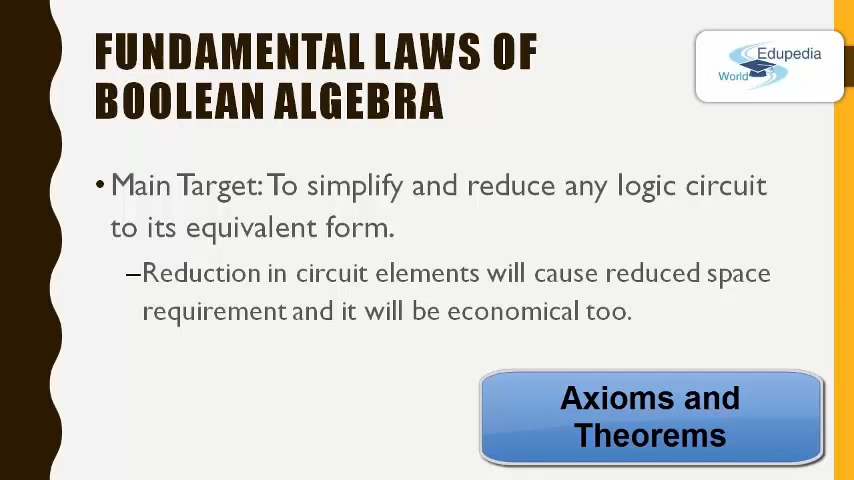 FUNDAMENTAL LAWS OF
BOOLEAN ALGEBRA
Edupedia
World
• Main Target: To simplify and reduce any logic circuit
to its equivalent form.
–Reduction in circuit elements will cause reduced space
requirement and it will be economical too.
Axioms and
Theorems